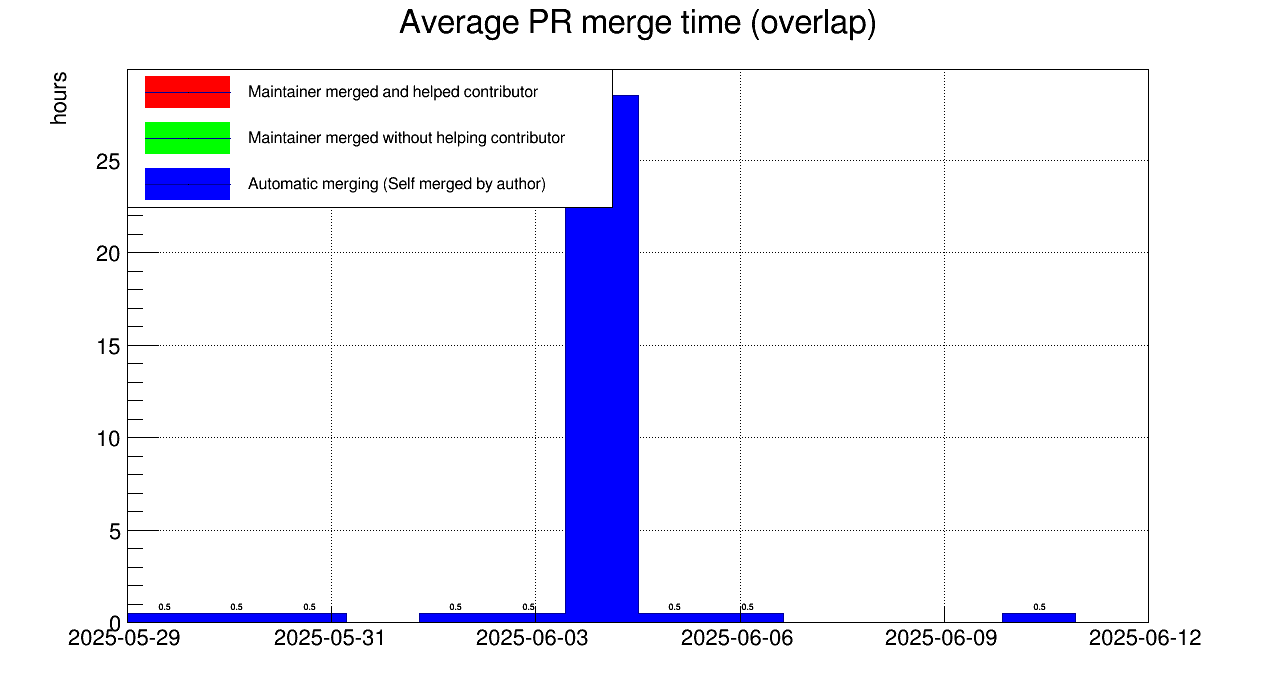 Average PR merge time (overlap)
hours
Maintainer merged and helped contributor
Maintainer merged without helping contributor
Automatic merging (Self merged by author)
25
20
15
10
5
0
0.5 0.5 0.5 0.5 0.5 0.5 0.5 0.5
2025-05-29 2025-05-31 2025-06-03 2025-06-06 2025-06-09 2025-06-12